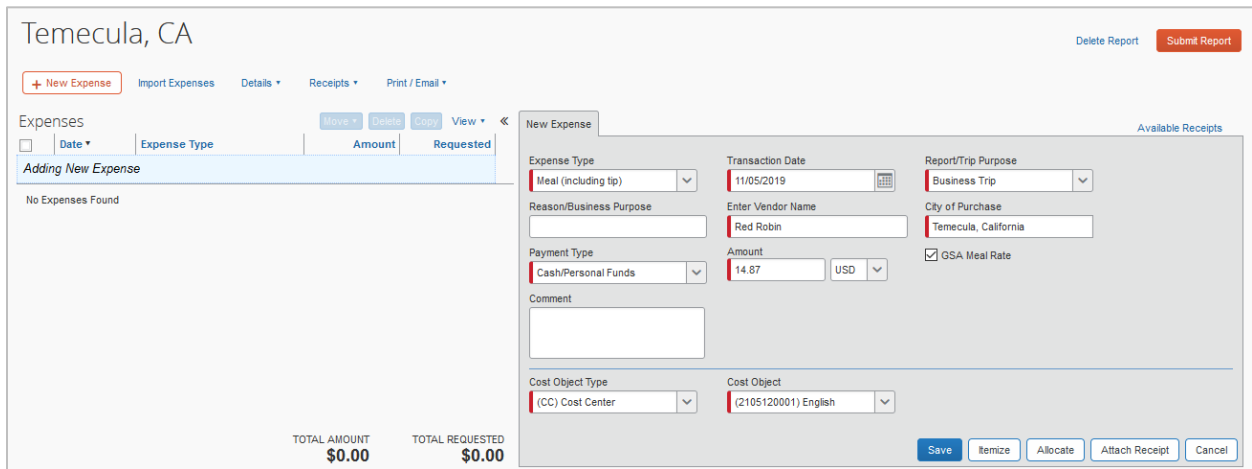 Temecula, CA
Delete Report
Submit Report
+ New Expense
Import Expenses
Details
Receipts
Print / Email
Expenses
Move
Delete
Copy
View
«
Date
Expense Type
Amount
Requested
Adding New Expense
No Expenses Found
TOTAL AMOUNT
$0.00
TOTAL REQUESTED
$0.00
New Expense
Available Receipts
Expense Type
Meal (including tip)
Transaction Date
11/05/2019
Report/Trip Purpose
Business Trip
Reason/Business Purpose
Enter Vendor Name
Red Robin
City of Purchase
Temecula, California
Payment Type
Cash/Personal Funds
Amount
14.87
USD
GSA Meal Rate
Comment
Cost Object Type
(CC) Cost Center
Cost Object
(2105120001) English
Save
Itemize
Allocate
Attach Receipt
Cancel